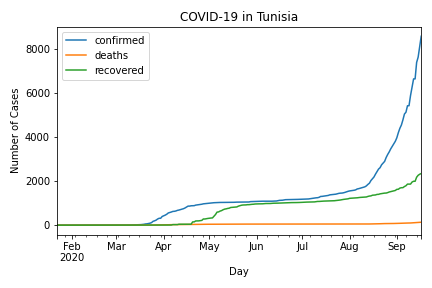 COVID-19 in Tunisia
confirmed
deaths
recovered
Number of Cases
8000
6000
4000
2000
0
Feb
2020
Mar
Apr
May
Jun
Jul
Aug
Sep
Day